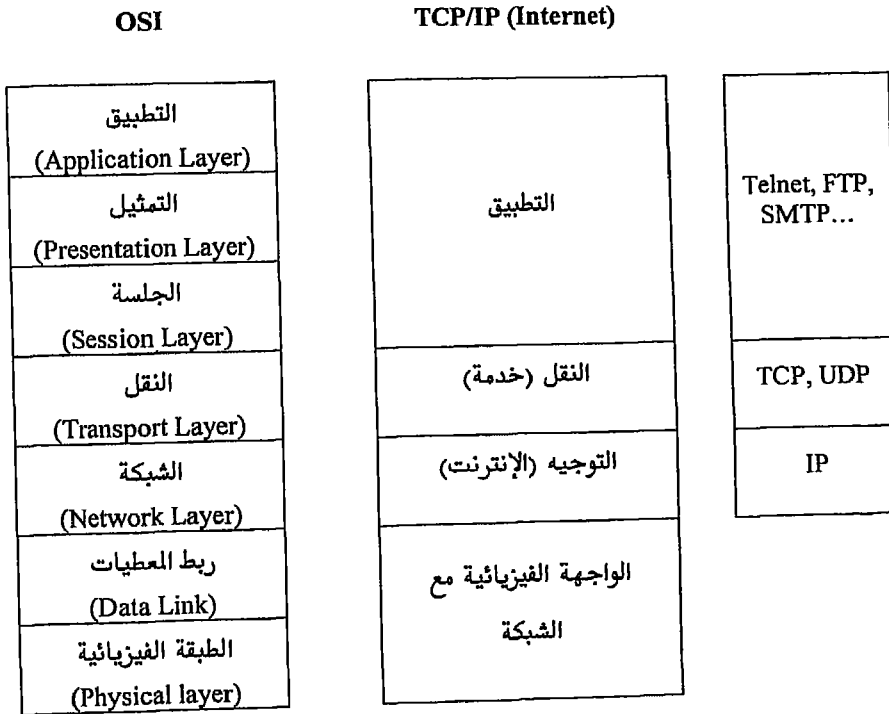 OSI
TCP/IP (Internet)
التطبيق
(Application Layer)
التمثيل
(Presentation Layer)
الجلسة
(Session Layer)
النقل
(Transport Layer)
الشبكة
(Network Layer)
ربط المعطيات
(Data Link)
الطبقة الفيزيائية
(Physical layer)
التطبيق
النقل (خدمة)
التوجيه (الإنترنت)
الواجهة الفيزيائية مع
الشبكة
Telnet, FTP,
SMTP…
TCP, UDP
IP